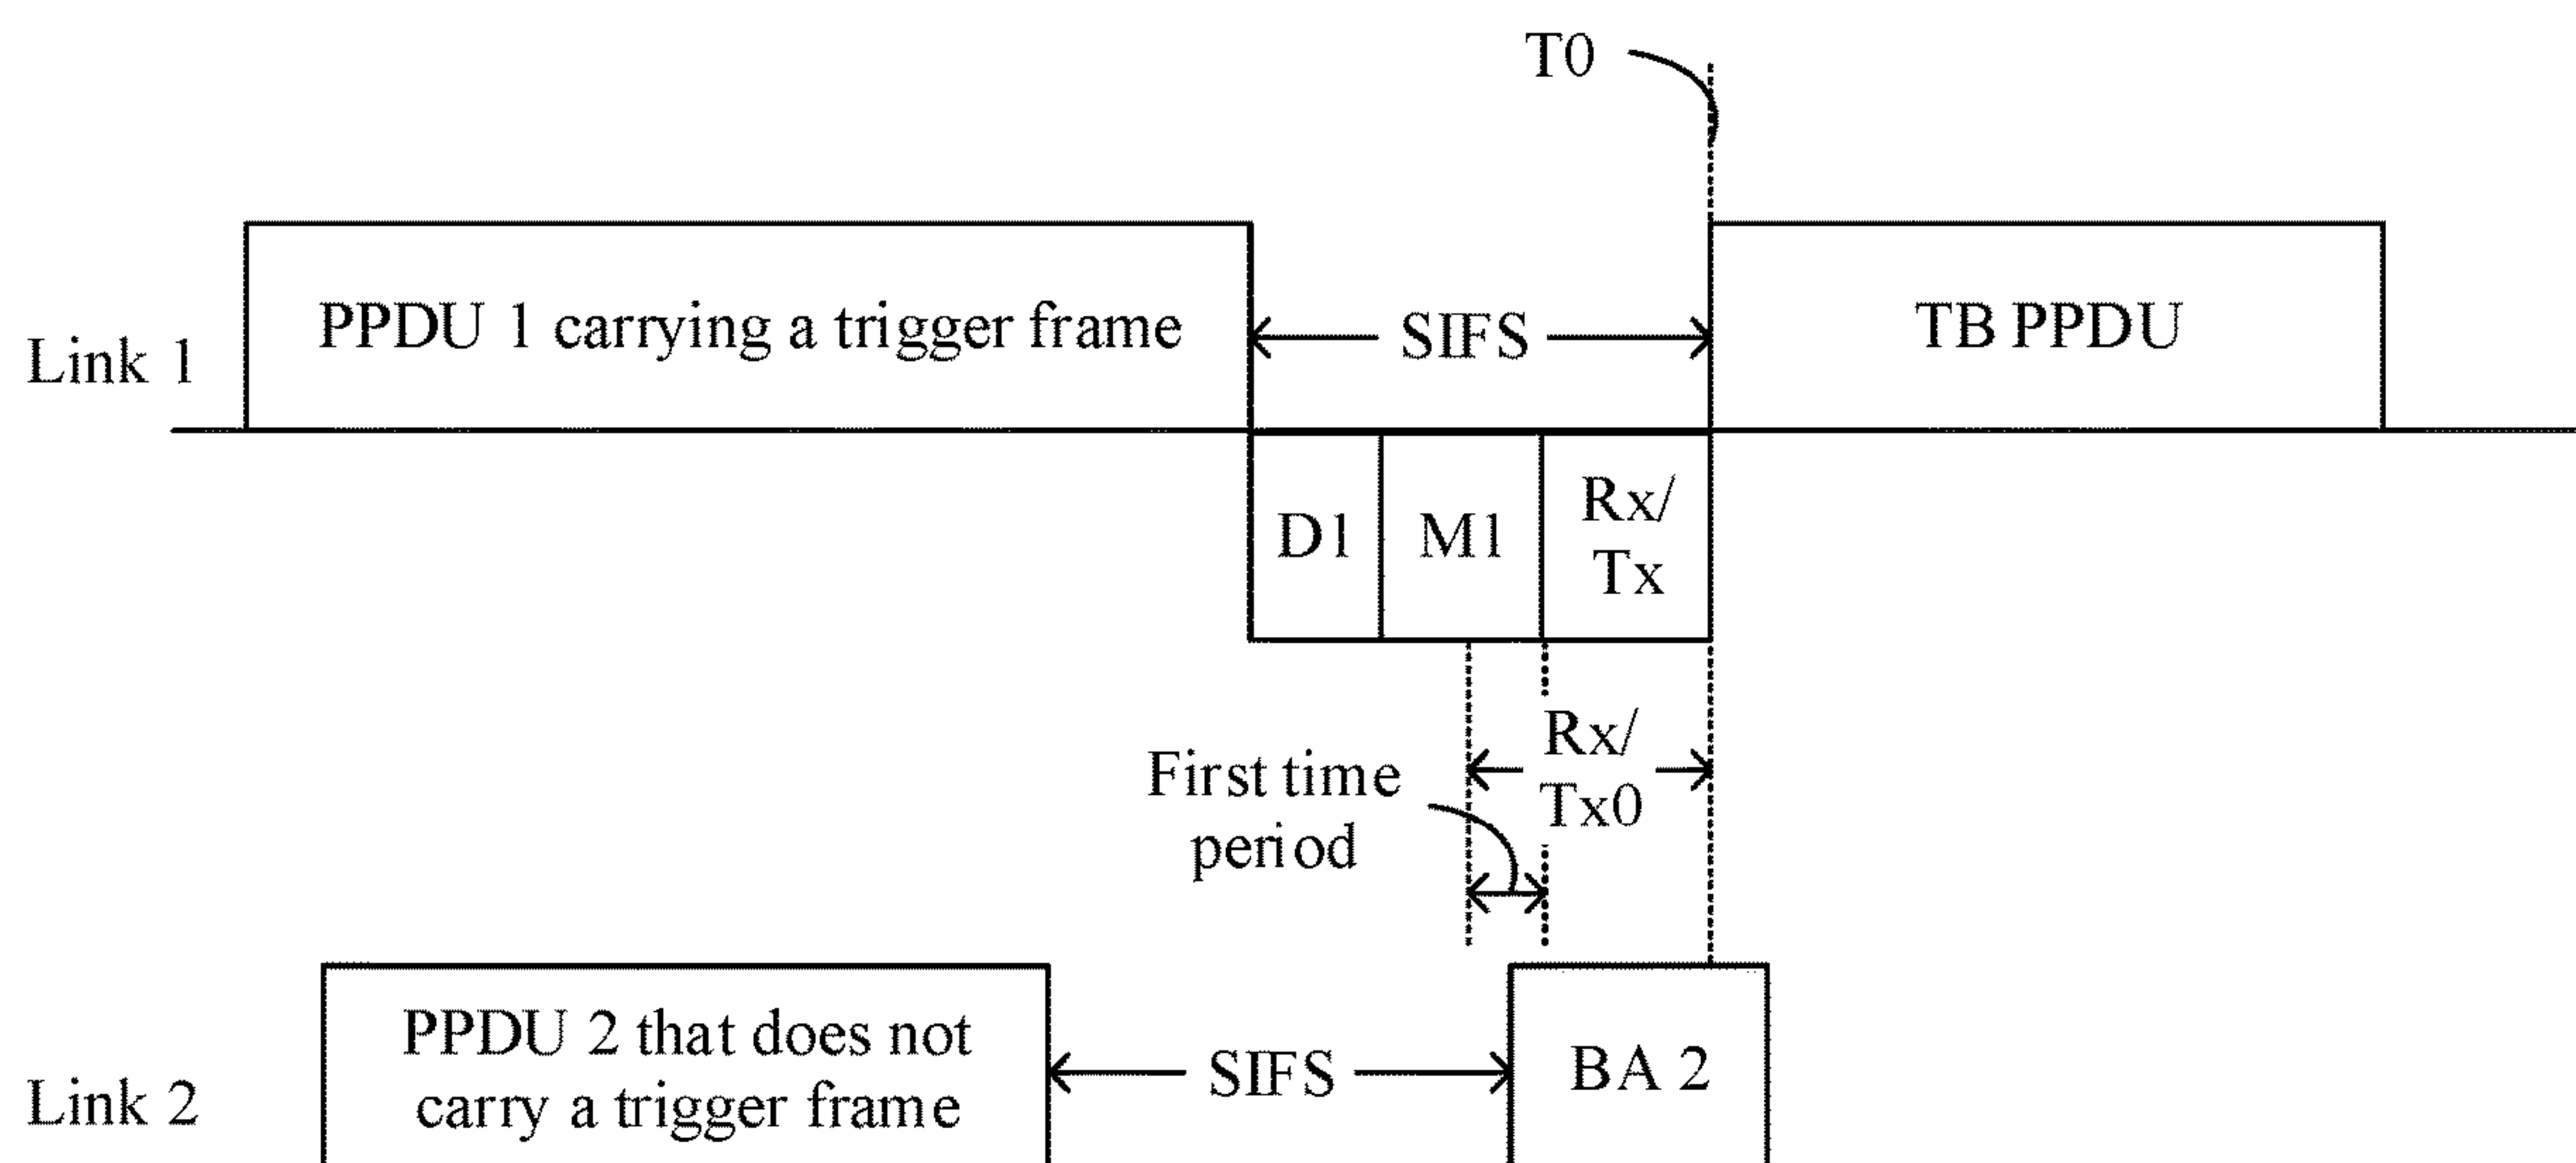 T0
Link 1
PPDU 1 carrying a trigger frame
SIFS
TB PPDU
D1
M1
Rx/
Tx
Rx/
Tx0
First time
period
Link 2
PPDU 2 that does not
carry a trigger frame
SIFS
BA 2